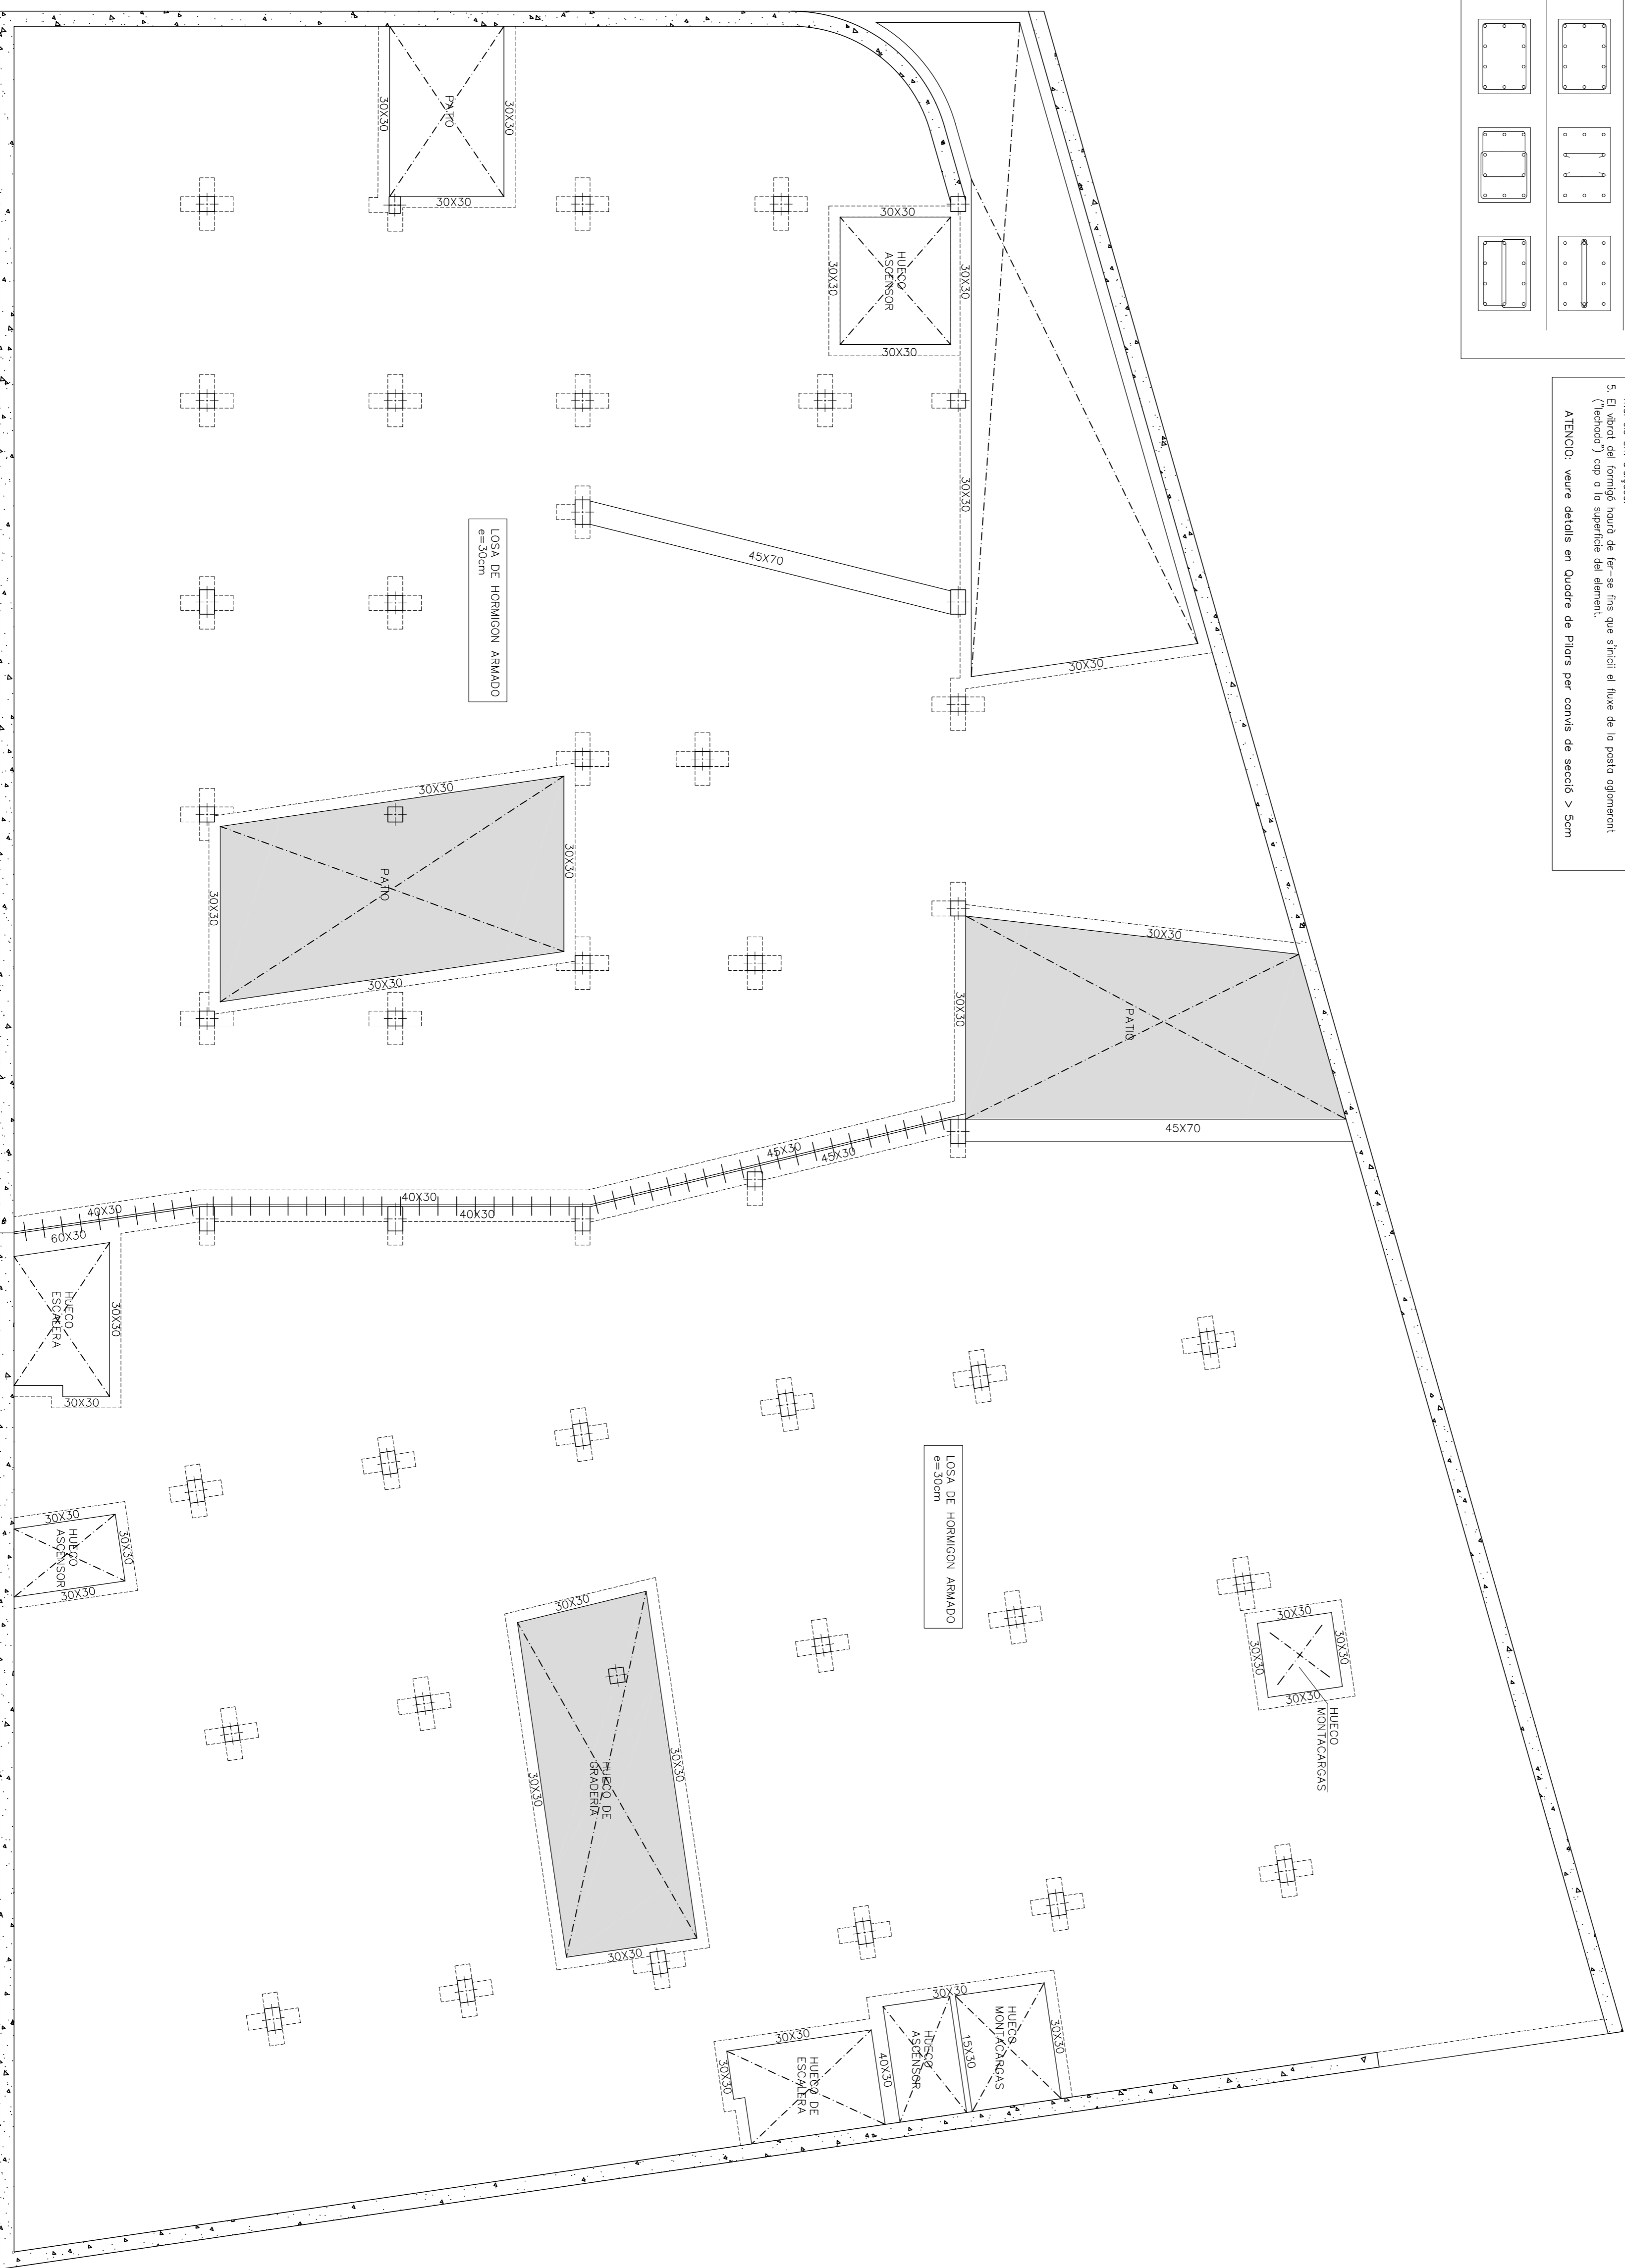 5. El vibrat del formigó haurà de fer-se fins que s'inicii el fluxe de la pasta aglomerant
("lechada") cap a la superficie del element.
ATENCIO: veure detalls en Quadre de Pilars per canvis de secció > 5cm
PATIO
30X30
30X30
30X30
HUECO
ASCENSOR
30X30
30X30
30X30
30X30
30X30
45X70
30X30
LOSA DE HORMIGON ARMADO
e=30cm
PATIO
30X30
30X30
30X30
30X30
PATIO
30X30
30X30
45X70
45X30
45X30
40X30
40X30
40X30
60X30
HUECO
ESCALERA
30X30
30X30
HUECO
ASCENSOR
30X30
30X30
30X30
LOSA DE HORMIGON ARMADO
e=30cm
30X30
30X30
30X30
30X30
HUECO
MONTACARGAS
HUECO DE
GRADERIA
30X30
30X30
30X30
30X30
HUECO
MONTACARGAS
30X30
30X30
15X30
HUECO
ASCENSOR
40X30
HUECO DE
ESCALERA
30X30
30X30